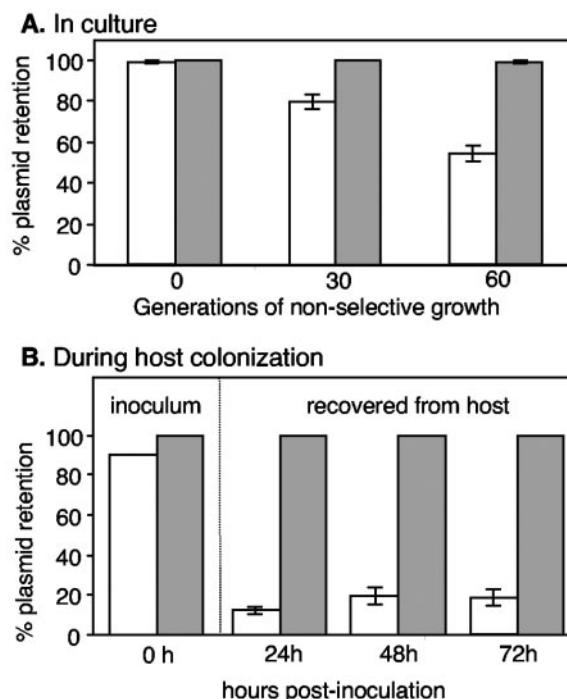 A. In culture
% plasmid retention
100
80
60
40
20
0
0 30 60
Generations of non-selective growth
B. During host colonization
inoculum recovered from host
% plasmid retention
100
80
60
40
20
0
0 h 24h 48h 72h
hours post-inoculation